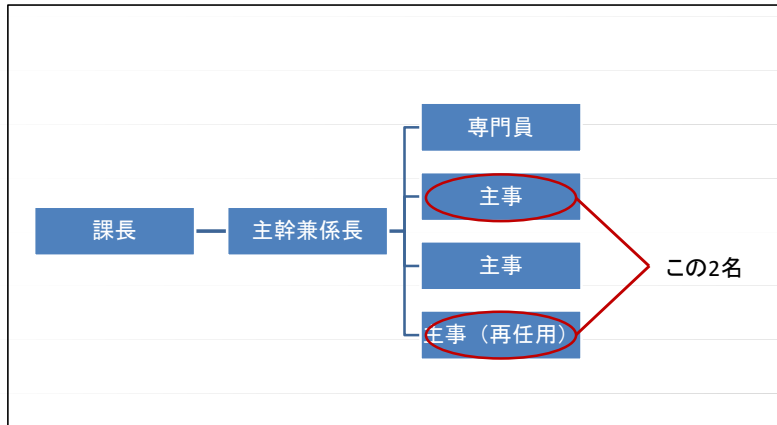 課長
主幹兼係長
専門員
主事
主事
主事（再任用）
この2名